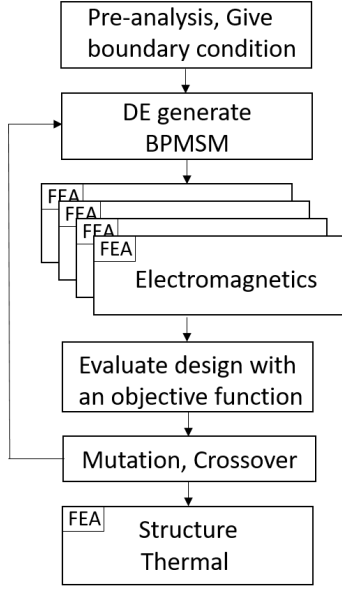 Pre-analysis, Give
boundary condition
DE generate
BPMSM
FEA
FEA
FEA
FEA
Electromagnetics
Evaluate design with
an objective function
Mutation, Crossover
FEA
Structure
Thermal